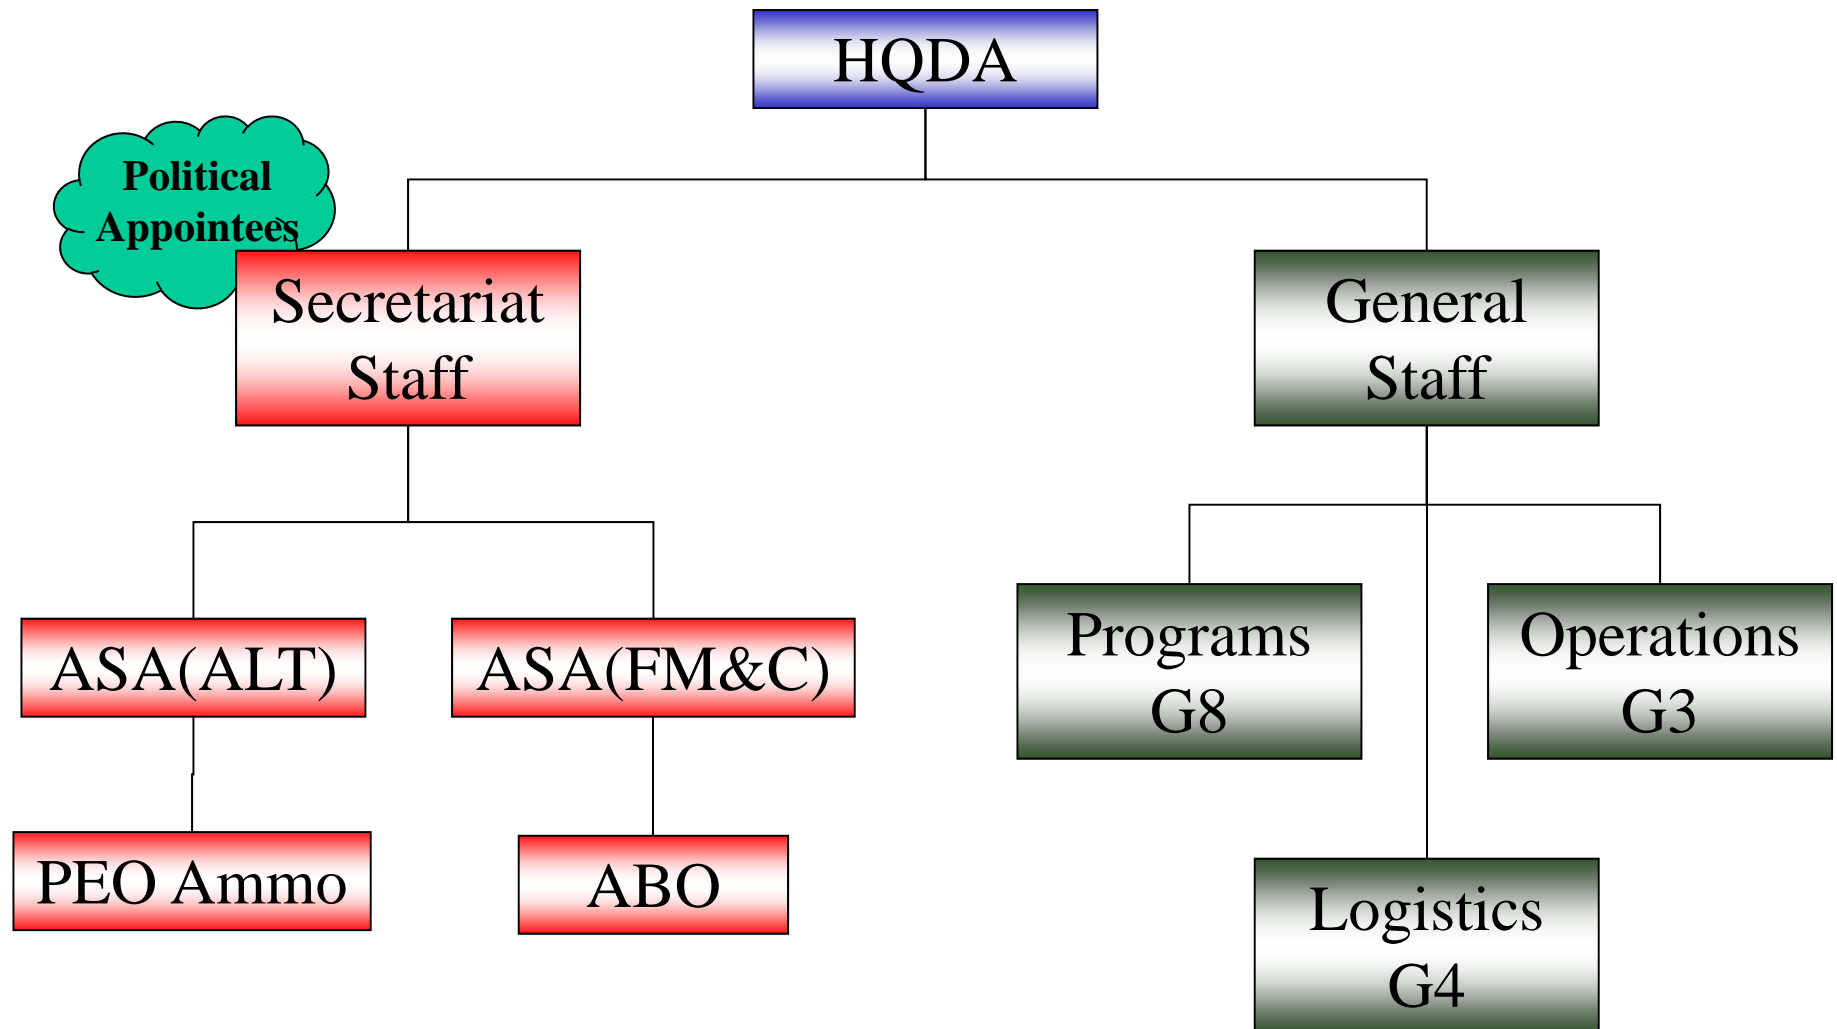 HQDA
Political
Appointees
Secretariat
Staff
General
Staff
ASA(ALT)
ASA(FM&C)
Programs
G8
Operations
G3
PEO Ammo
ABO
Logistics
G4